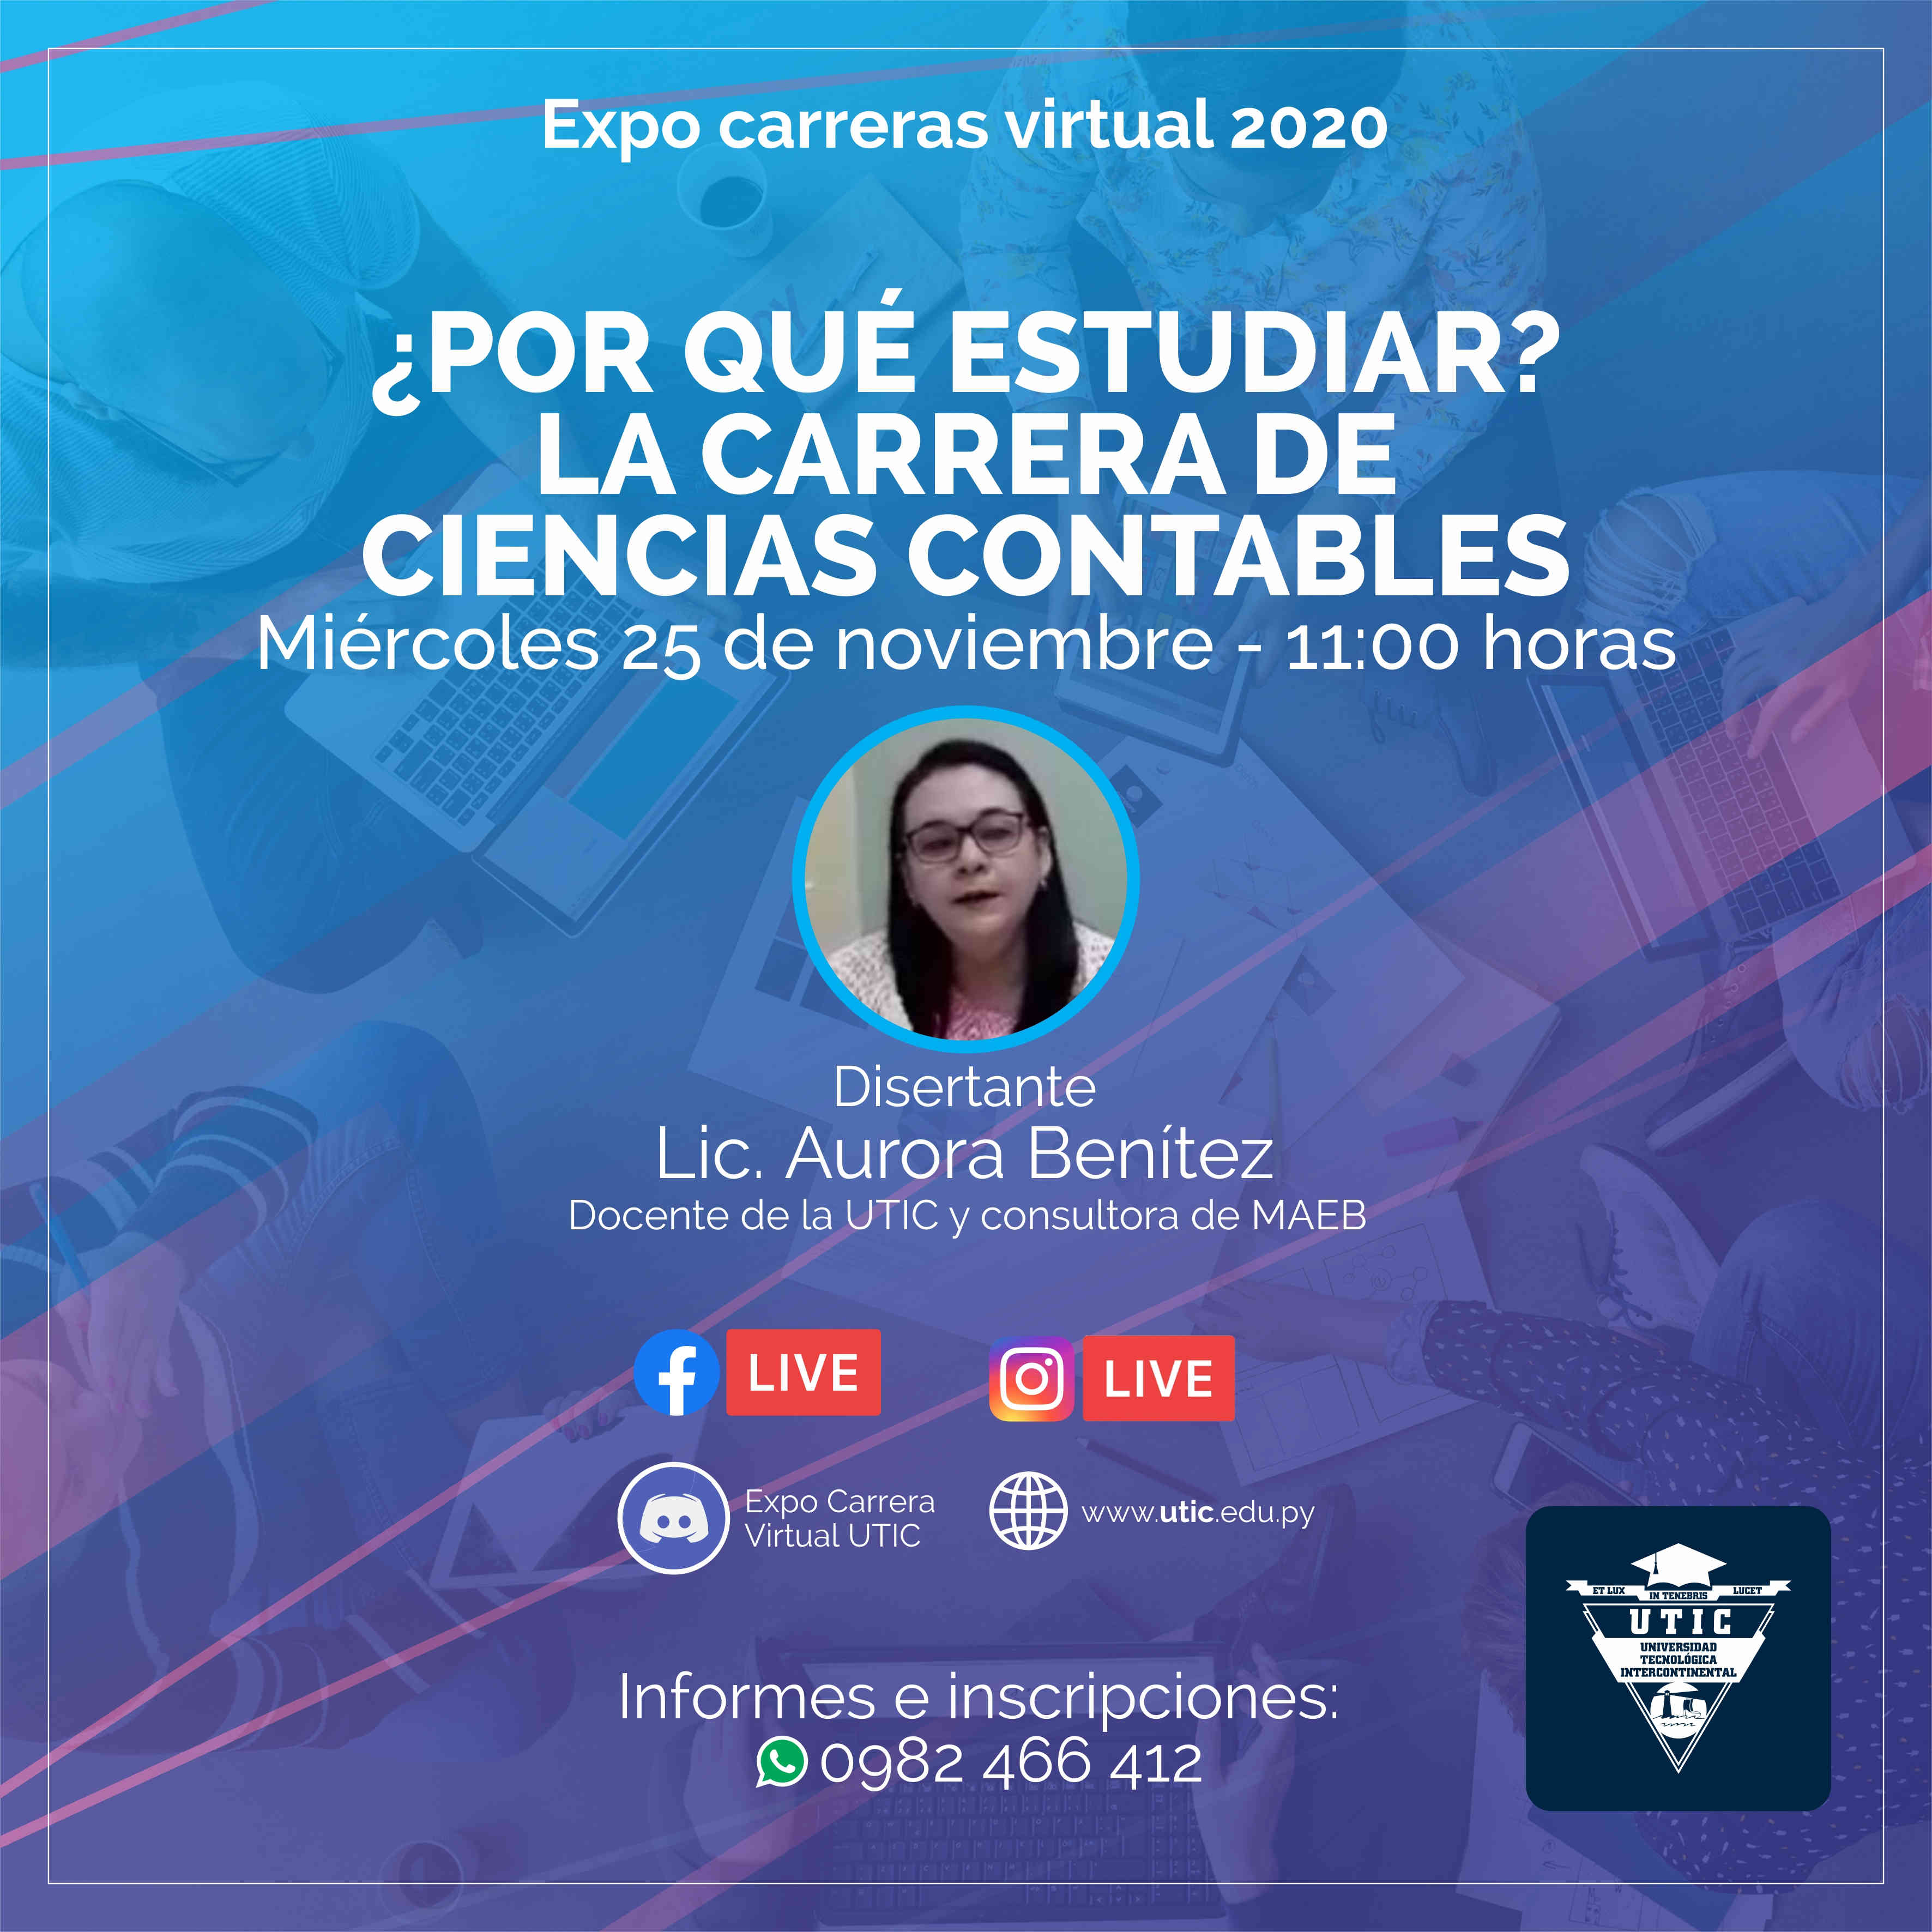 Expo carreras virtual 2020
¿POR QUÉ ESTUDIAR?
LA CARRERA DE
CIENCIAS CONTABLES
Miércoles 25 de noviembre - 11:00 horas
Disertante
Lic. Aurora Benítez
Docente de la UTIC y consultora de MAEB
LIVE
LIVE
Expo Carrera
Virtual UTIC
www.utic.edu.py
ET LUX IN TENEBRIS LUCET
UTIC
UNIVERSIDAD
TECNOLÓGICA
INTERCONTINENTAL
Informes e inscripciones:
0982 466 412